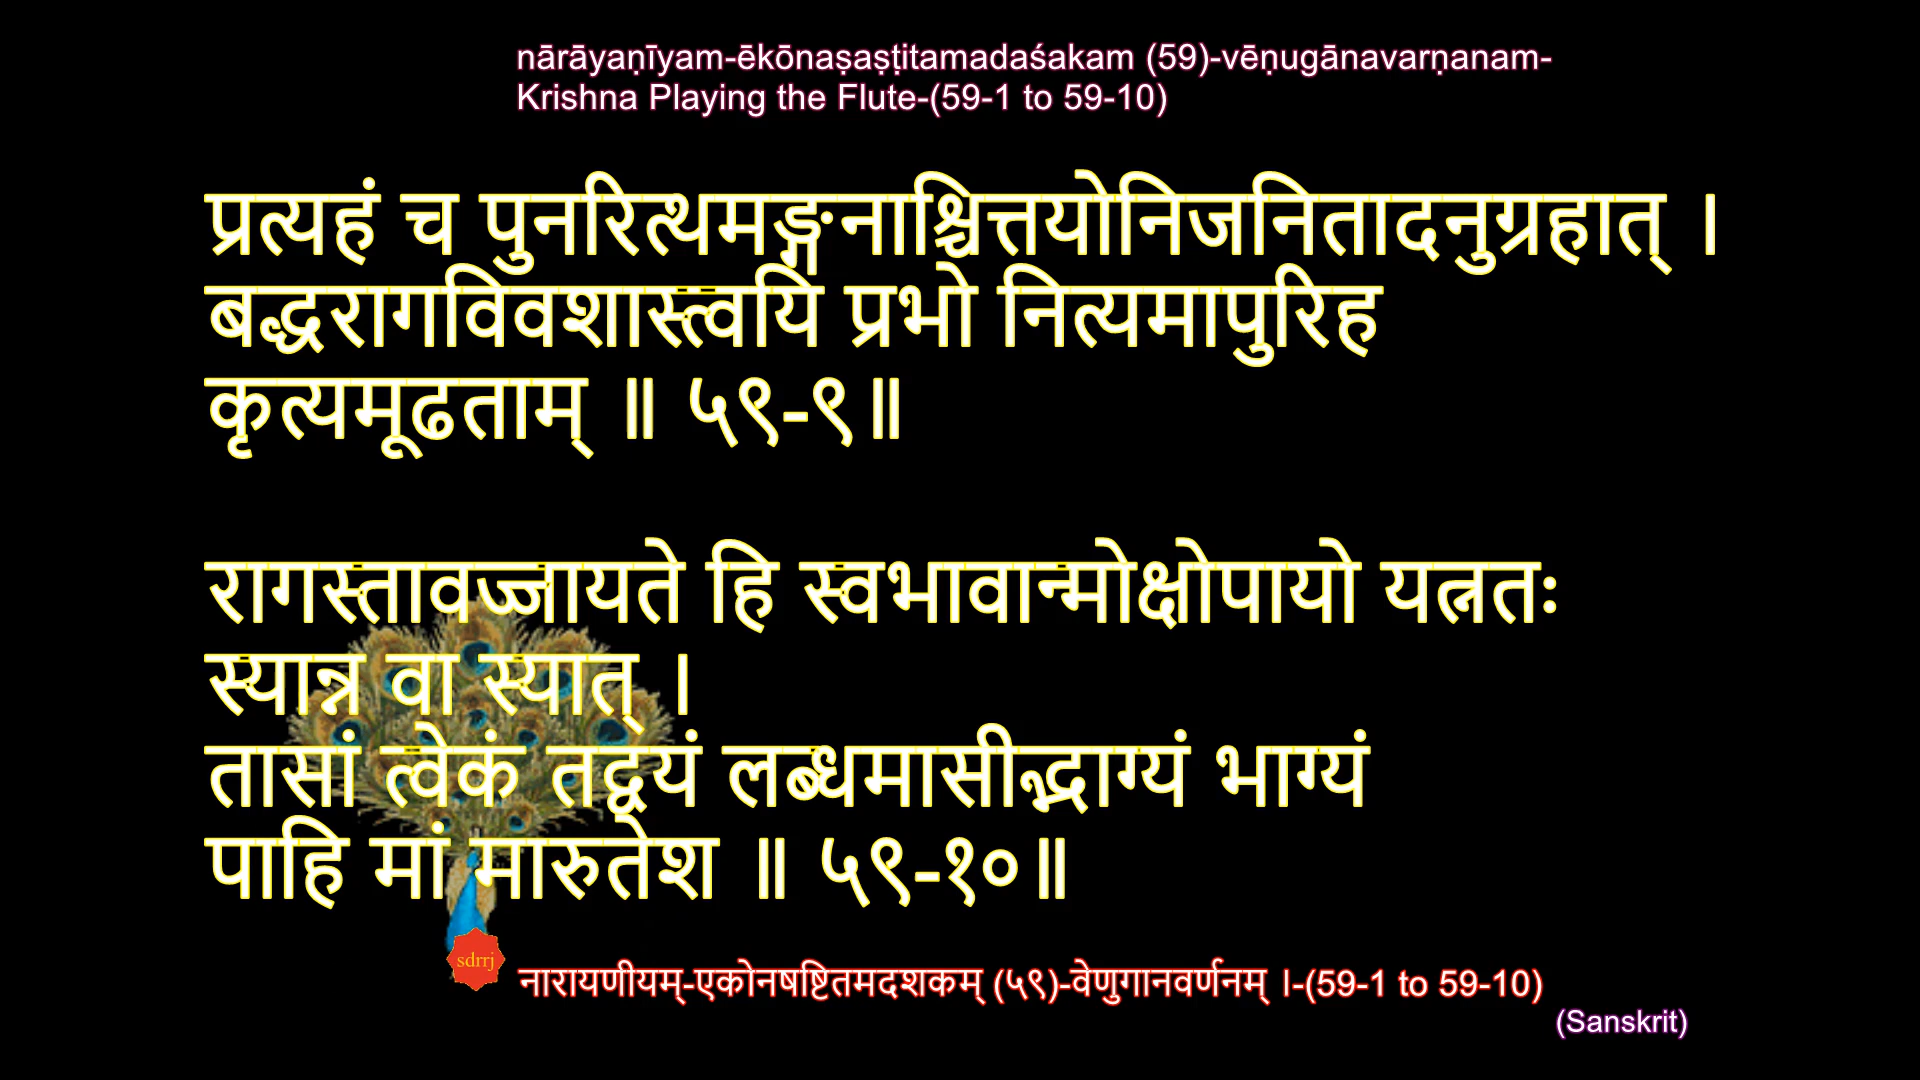 nārāyaṇīyam-ēkōnaṣaṣṭitamadaśakam (59)-vēṇugānavarṇanam-
Krishna Playing the Flute-(59-1 to 59-10)
प्रत्यहं च पुनरित्थमङ्गनाश्चित्तयोनिजनितादनुग्रहात् ।
बद्धरागविवशास्त्वयि प्रभो नित्यमापुरिह
कृत्यमूढताम् ॥ ५९-९॥
रागस्तावज्जायते हि स्वभावान्मोक्षोपायो यत्नतः
स्यान्न वा स्यात् ।
तासां त्वेकं तद्द्वयं लब्धमासीद्भाग्यं भाग्यं
पाहि मां मारुतेश ॥ ५९-१०॥
sdrrj
नारायणीयम्-एकोनषष्टितमदशकम् (५९)-वेणुगानवर्णनम् ।-(59-1 to 59-10)
(Sanskrit)